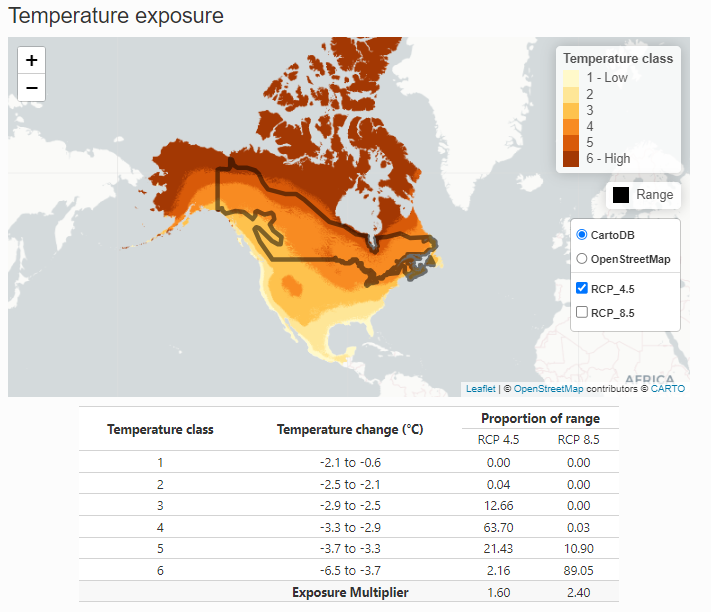 Temperature exposure
+
−
Temperature class
1 - Low
2
3
4
5
6 - High
Range
CartoDB
OpenStreetMap
RCP_4.5
RCP_8.5
AFRICA
Leaflet | © OpenStreetMap contributors © CARTO
Temperature class Temperature change (°C) Proportion of range
RCP 4.5 RCP 8.5
1 -2.1 to -0.6 0.00 0.00
2 -2.5 to -2.1 0.04 0.00
3 -2.9 to -2.5 12.66 0.00
4 -3.3 to -2.9 63.70 0.03
5 -3.7 to -3.3 21.43 10.90
6 -6.5 to -3.7 2.16 89.05
Exposure Multiplier 1.60 2.40